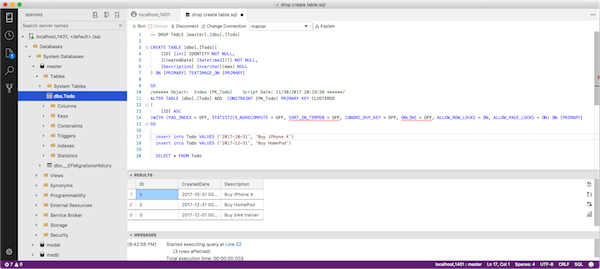 drop create table.sql
SERVERS
localhost_1401
drop create table.sql
Search server names
Run
Cancel
Disconnect
Change Connection
master
Explain
localhost_1401, <default> (sa)
Databases
System Databases
master
Tables
System Tables
dbo.Todo
Columns
Keys
Constraints
Triggers
Indexes
Statistics
dbo.__EFMigrationsHistory
Views
Synonyms
Programmability
External Resources
Service Broker
Storage
Security
model
msdb
1 -- DROP TABLE [master].[dbo].[Todo]
2
3 CREATE TABLE [dbo].[Todo](
4 [ID] [int] IDENTITY NOT NULL,
5 [CreatedDate] [datetime2](7) NOT NULL,
6 [Description] [nvarchar](max) NULL
7 ) ON [PRIMARY] TEXTIMAGE_ON [PRIMARY]
8
9 GO
10 /****** Object: Index [PK_Todo] Script Date: 11/30/2017 20:18:58 ******/
11 ALTER TABLE [dbo].[Todo] ADD CONSTRAINT [PK_Todo] PRIMARY KEY CLUSTERED
12 (
13 [ID] ASC
14 )WITH (PAD_INDEX = OFF, STATISTICS_NORECOMPUTE = OFF, SORT_IN_TEMPDB = OFF, IGNORE_DUP_KEY = OFF, ONLINE = OFF, ALLOW_ROW_LOCKS = ON, ALLOW_PAGE_LOCKS = ON) ON [PRIMARY]
15 GO
16
17 insert into Todo VALUES ('2017-10-31', 'Buy iPhone X')
18 insert into Todo VALUES ('2017-12-31', 'Buy HomePod')
19
20 SELECT * FROM Todo
RESULTS
ID CreatedDate Description
1 1 2017-10-31 00... Buy iPhone X
2 2 2017-12-31 00... Buy HomePod
3 3 2017-12-01 00... Buy bike trainer
MESSAGES
[8:42:56 PM] Started executing query at Line 22
(3 rows affected)
Total execution time: 00:00:00.003
localhost_1401 : master
Ln 17, Col 1
Spaces: 4
UTF-8
CRLF
SQL